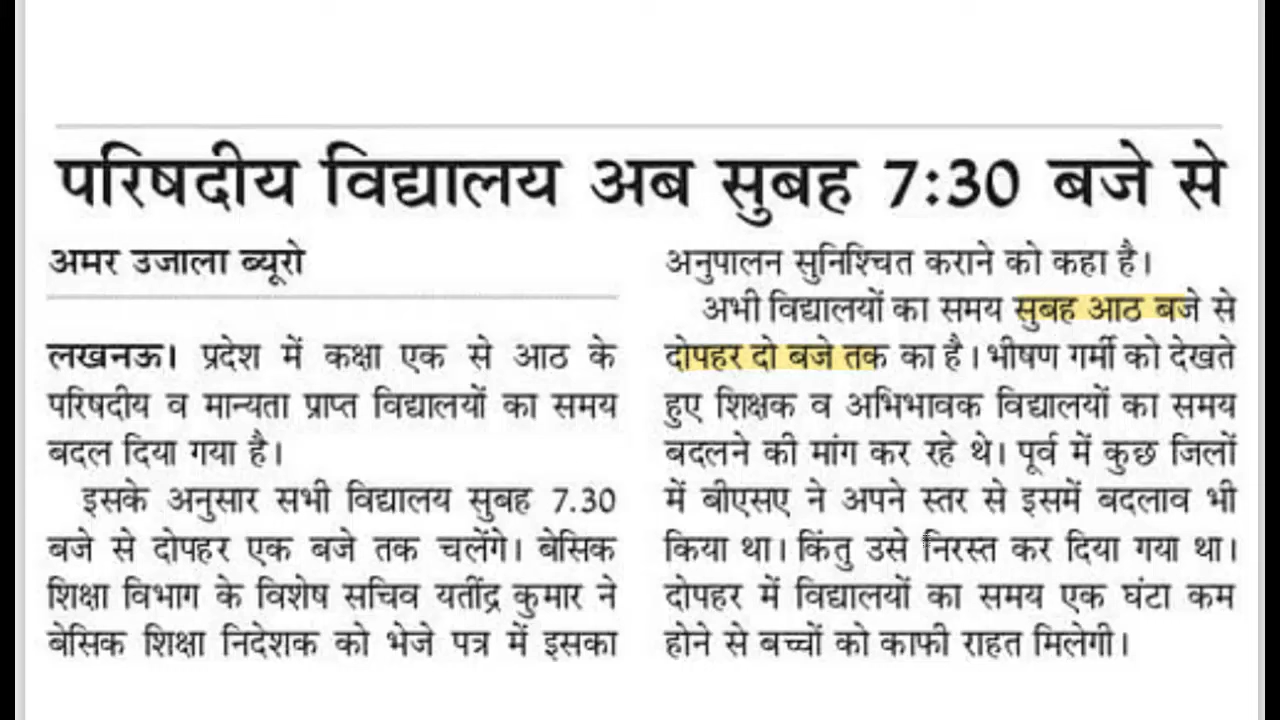 परिषदीय विद्यालय अब सुबह 7:30 बजे से
अमर उजाला ब्यूरो
लखनऊ। प्रदेश में कक्षा एक से आठ के
परिषदीय व मान्यता प्राप्त विद्यालयों का समय
बदल दिया गया है।
इसके अनुसार सभी विद्यालय सुबह 7.30
बजे से दोपहर एक बजे तक चलेंगे। बेसिक
शिक्षा विभाग के विशेष सचिव यतींद्र कुमार ने
बेसिक शिक्षा निदेशक को भेजे पत्र में इसका
अनुपालन सुनिश्चित कराने को कहा है।
अभी विद्यालयों का समय सुबह आठ बजे से
दोपहर दो बजे तक का है। भीषण गर्मी को देखते
हुए शिक्षक व अभिभावक विद्यालयों का समय
बदलने की मांग कर रहे थे। पूर्व में कुछ जिलों
में बीएसए ने अपने स्तर से इसमें बदलाव भी
किया था। किंतु उसे निरस्त कर दिया गया था।
दोपहर में विद्यालयों का समय एक घंटा कम
होने से बच्चों को काफी राहत मिलेगी।